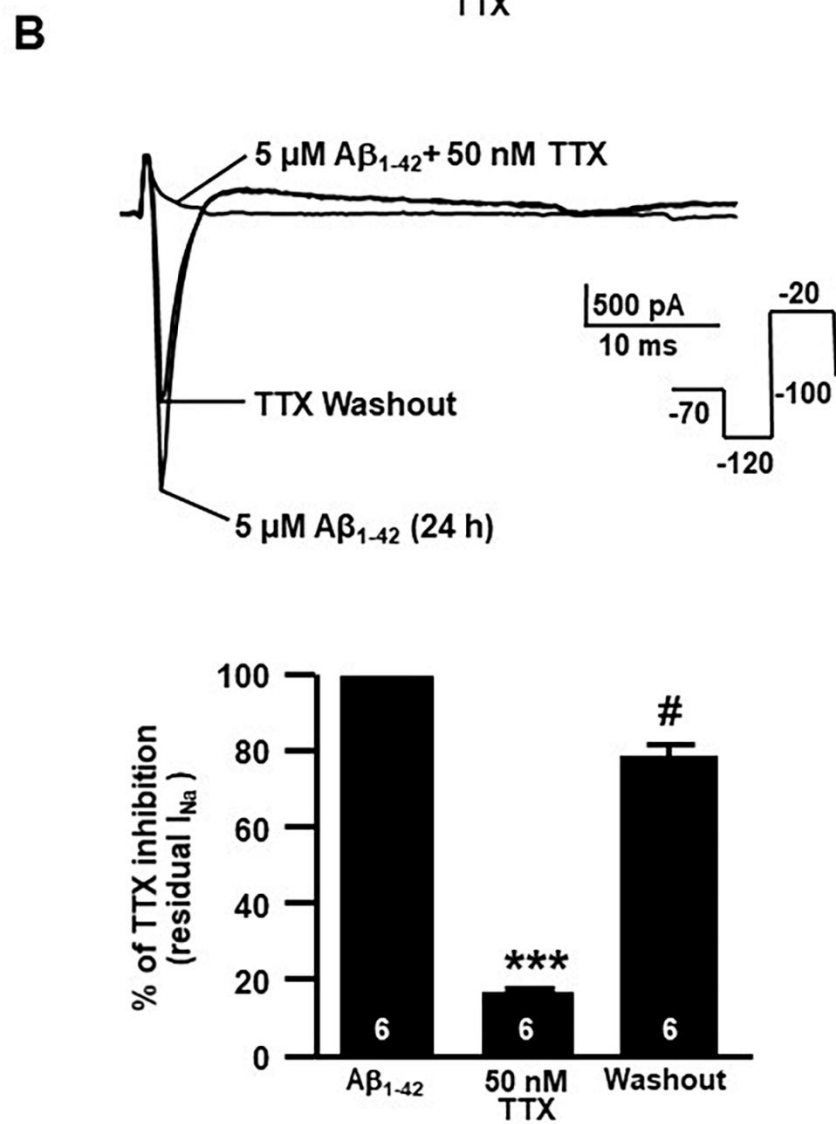 TTX
B
5 µM Aβ1-42+ 50 nM TTX
-20
500 pA
10 ms
-100
-70
TTX Washout
-120
5 µM Aβ1-42 (24 h)
% of TTX inhibition
(residual INa)
100
80
60
40
20
0
#
***
6
6
6
Aβ1-42
50 nM
TTX
Washout